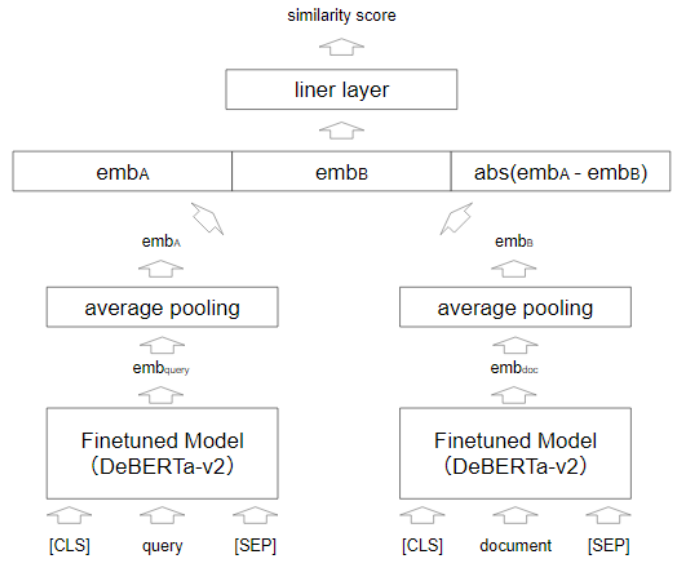 similarity score
liner layer
embA embB abs(embA - embB)
embA embB
average pooling average pooling
embquery embdoc
Finetuned Model Finetuned Model
（DeBERTa-v2） （DeBERTa-v2）
[CLS] query [SEP] [CLS] document [SEP]